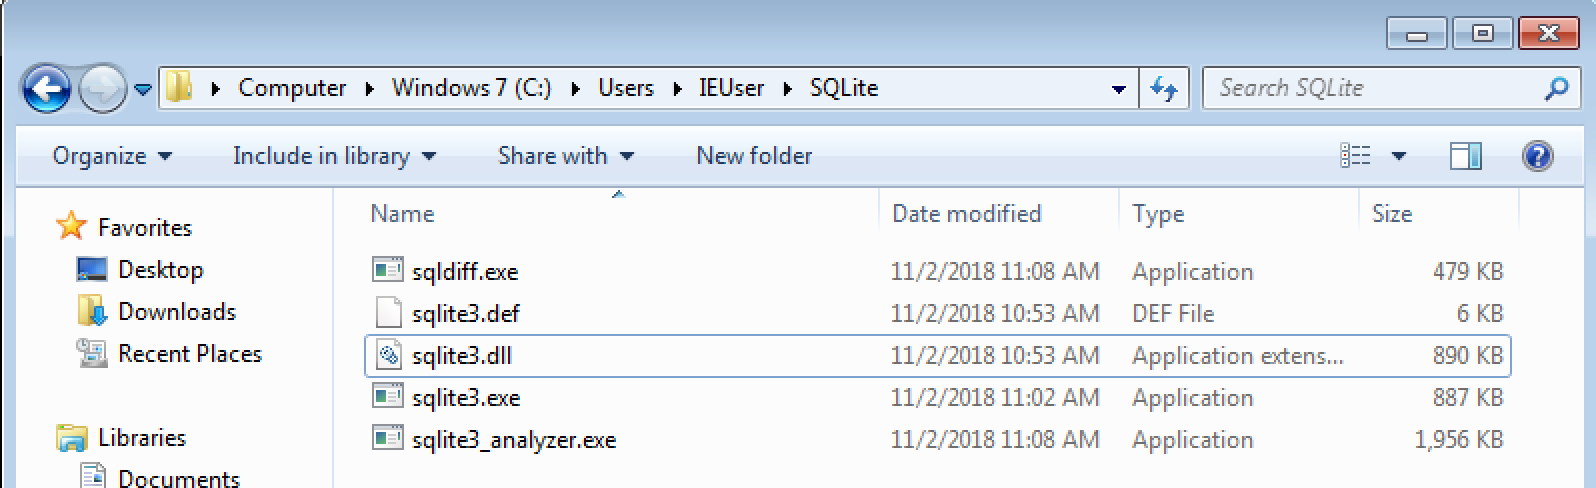 Computer Windows 7 (C:) Users IEUser SQLite Search SQLite
Organize Include in library Share with New folder
Name Date modified Type Size
Favorites
Desktop
Downloads
Recent Places
Libraries
Documents
sqldiff.exe 11/2/2018 11:08 AM Application 479 KB
sqlite3.def 11/2/2018 10:53 AM DEF File 6 KB
sqlite3.dll 11/2/2018 10:53 AM Application extens... 890 KB
sqlite3.exe 11/2/2018 11:02 AM Application 887 KB
sqlite3_analyzer.exe 11/2/2018 11:08 AM Application 1,956 KB